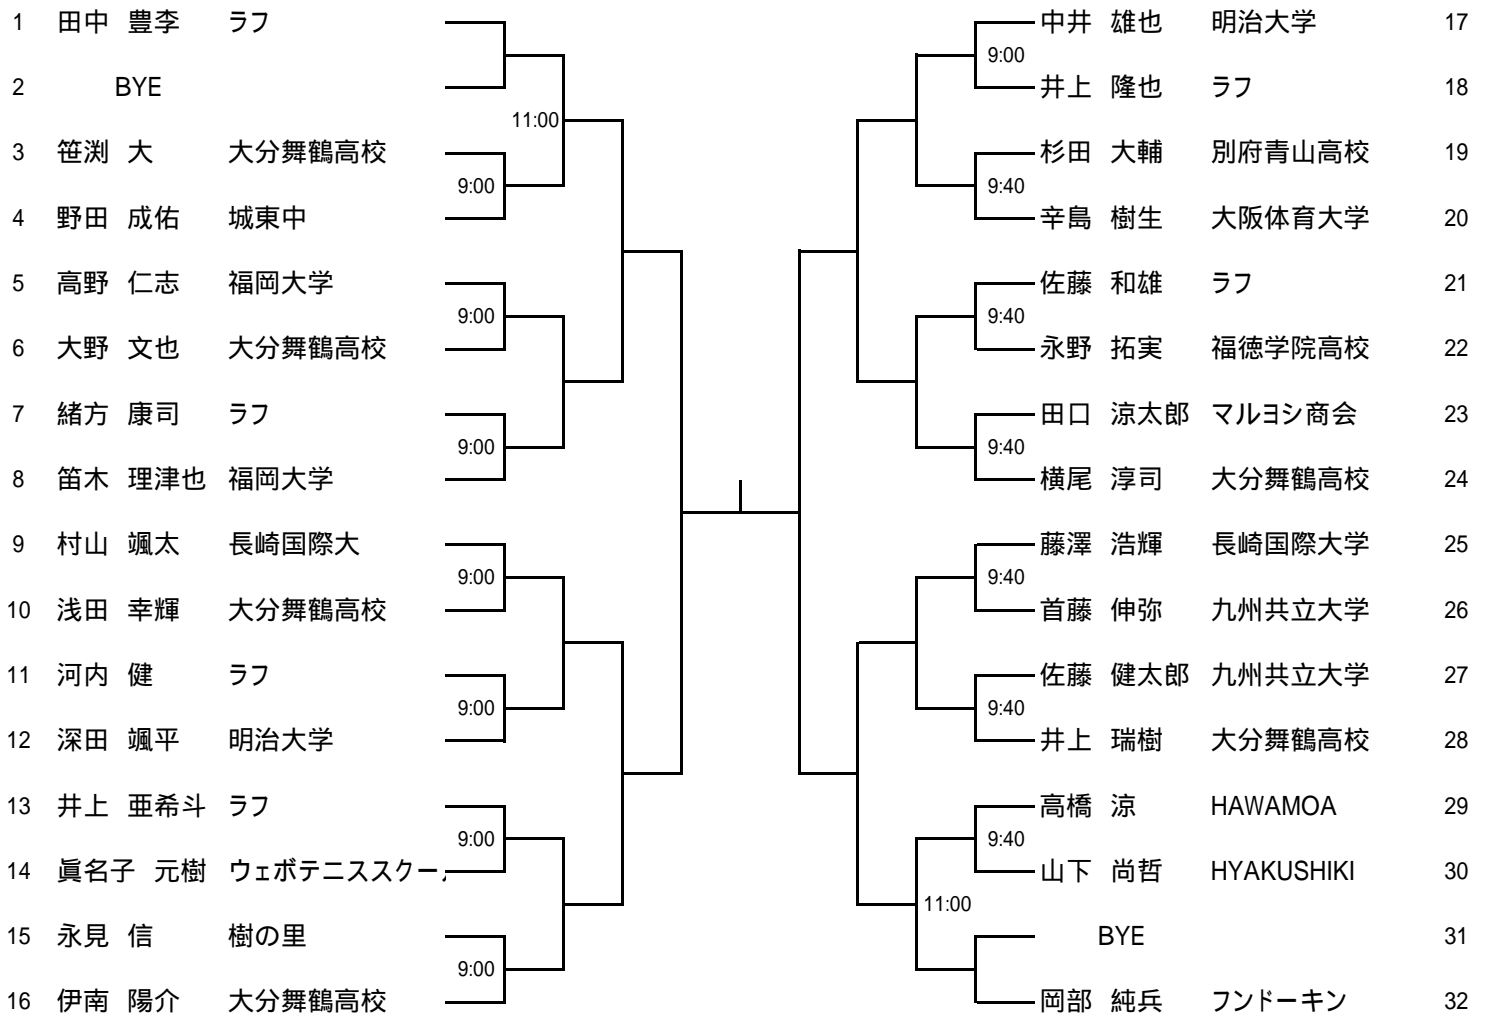 1 田中 豊李 ラフ
2 BYE
11:00
3 笹渕 大 大分舞鶴高校
9:00
4 野田 成佑 城東中
5 高野 仁志 福岡大学
9:00
6 大野 文也 大分舞鶴高校
7 緒方 康司 ラフ
9:00
8 笛木 理津也 福岡大学
9 村山 颯太 長崎国際大
9:00
10 浅田 幸輝 大分舞鶴高校
11 河内 健 ラフ
9:00
12 深田 颯平 明治大学
13 井上 亜希斗 ラフ
9:00
14 眞名子 元樹 ウェボテニススクー
15 永見 信 樹の里
9:00
16 伊南 陽介 大分舞鶴高校
中井 雄也 明治大学 17
9:00
井上 隆也 ラフ 18
杉田 大輔 別府青山高校 19
9:40
辛島 樹生 大阪体育大学 20
佐藤 和雄 ラフ 21
9:40
永野 拓実 福徳学院高校 22
田口 涼太郎 マルヨシ商会 23
9:40
横尾 淳司 大分舞鶴高校 24
藤澤 浩輝 長崎国際大学 25
9:40
首藤 伸弥 九州共立大学 26
佐藤 健太郎 九州共立大学 27
9:40
井上 瑞樹 大分舞鶴高校 28
高橋 涼 HAWAMOA 29
9:40
山下 尚哲 HYAKUSHIKI 30
11:00
BYE 31
岡部 純兵 フンドーキン 32